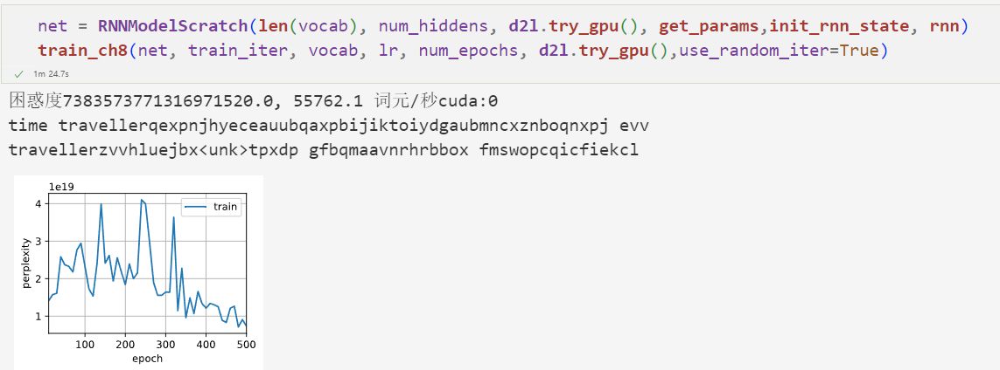 net = RNNModelScratch(len(vocab), num_hiddens, d2l.try_gpu(), get_params,init_rnn_state, rnn)
train_ch8(net, train_iter, vocab, lr, num_epochs, d2l.try_gpu(),use_random_iter=True)
✓ 1m 24.7s
困惑度7383573771316971520.0, 55762.1 词元/秒cuda:0
time travellerqexpnjhyeceauubqaxpbijiktoiydgaubmncxznboqnxpj evv
travellerzvvhluejbx<unk>tpxdp gfbqmaavnrhrbbox fmswopcqicfiekcl
1e19
train
4
3
2
1
perplexity
100 200 300 400 500
epoch